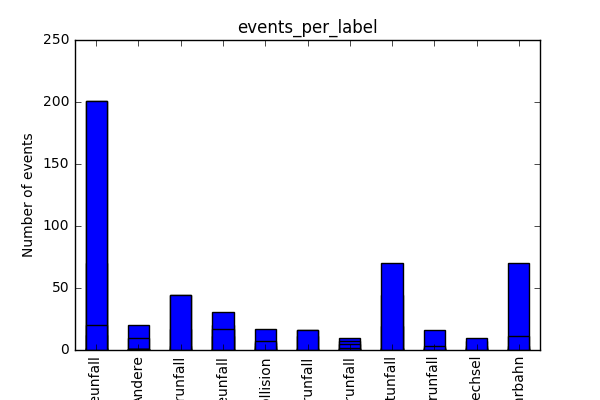 events_per_label
Number of events
250
200
150
100
50
0
eunfall
Andere
runfall
eunfall
llision
runfall
runfall
tunfall
runfall
echsel
rbahn